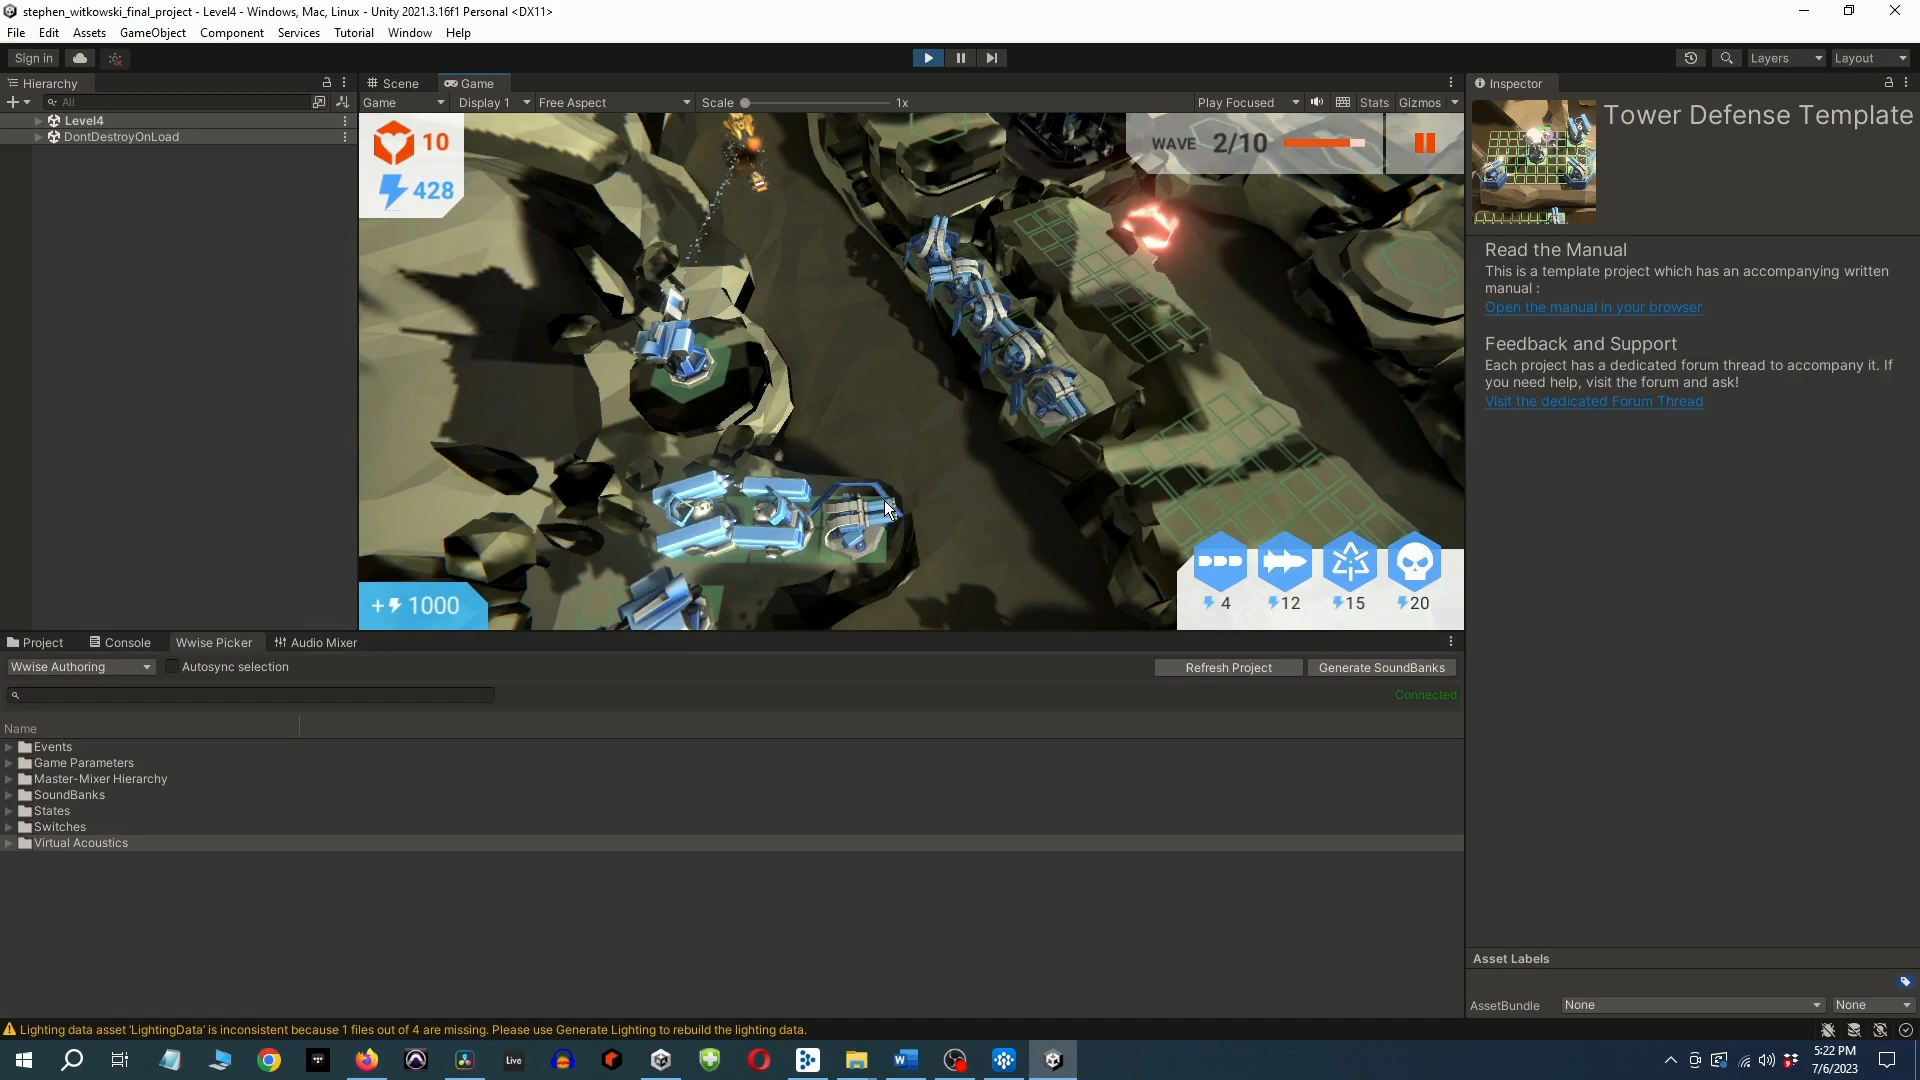 stephen_witkowski_final_project - Level4 - Windows, Mac, Linux - Unity 2021.3.16f1 Personal <DX11>
File Edit Assets GameObject Component Services Tutorial Window Help
Sign in
Layers
Layout
Hierarchy
All
Level4
DontDestroyOnLoad
Scene
Game
Game
Display 1
Free Aspect
Scale
1x
Play Focused
Stats
Gizmos
10
428
WAVE 2/10
+ 1000
4
12
15
20
Inspector
Tower Defense Template
Read the Manual
This is a template project which has an accompanying written
manual :
Open the manual in your browser
Feedback and Support
Each project has a dedicated forum thread to accompany it. If
you need help, visit the forum and ask!
Visit the dedicated Forum Thread
Project
Console
Wwise Picker
Audio Mixer
Wwise Authoring
Autosync selection
Refresh Project
Generate SoundBanks
Connected
Name
Events
Game Parameters
Master-Mixer Hierarchy
SoundBanks
States
Switches
Virtual Acoustics
Asset Labels
AssetBundle
None
None
Lighting data asset 'LightingData' is inconsistent because 1 files out of 4 are missing. Please use Generate Lighting to rebuild the lighting data.
Live
5:22 PM
7/6/2023